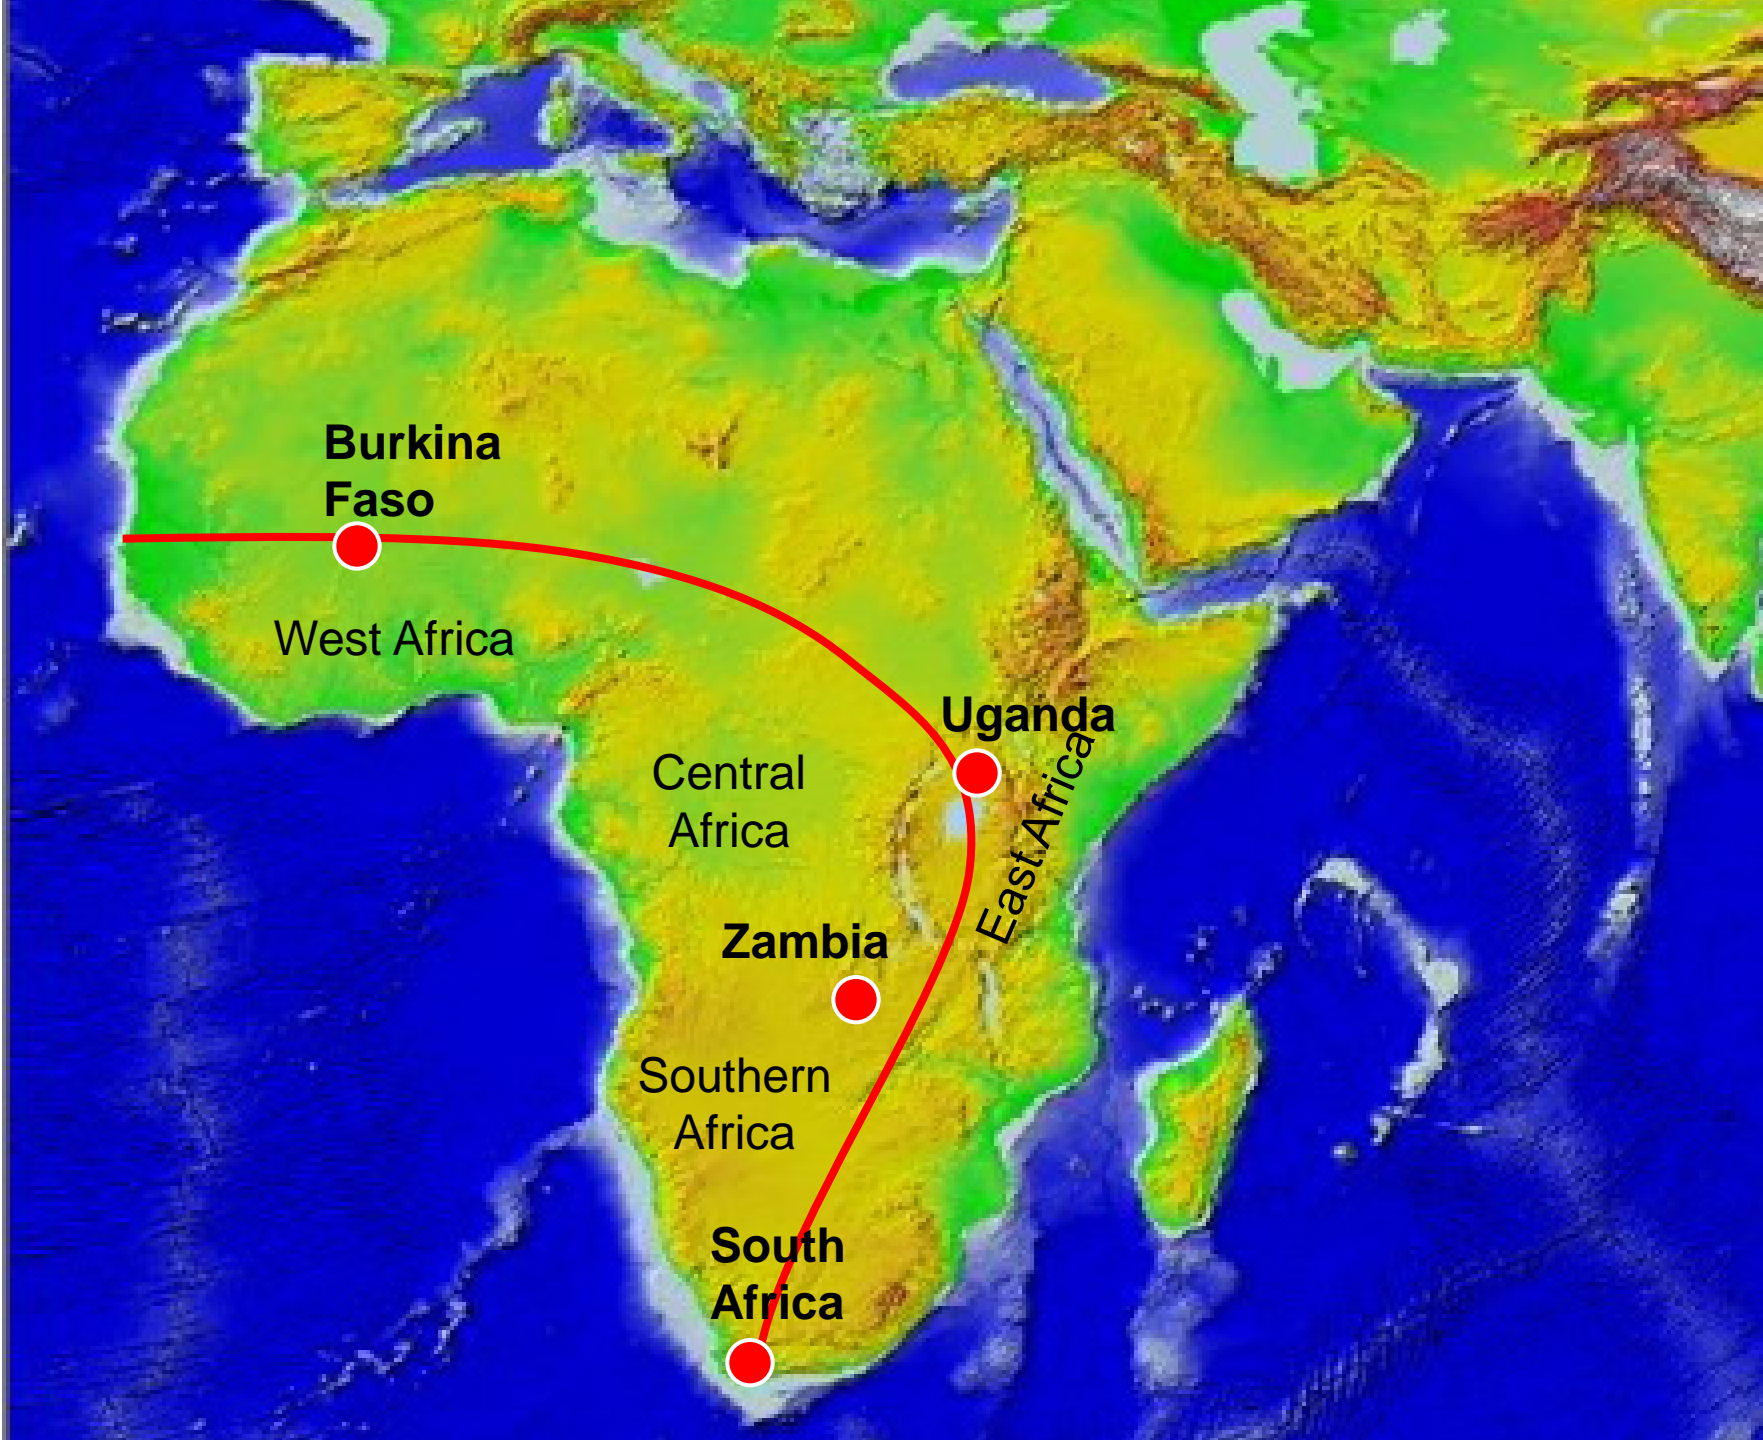 Burkina
Faso
West Africa
Uganda
Central
Africa
East Africa
Zambia
Southern
Africa
South
Africa